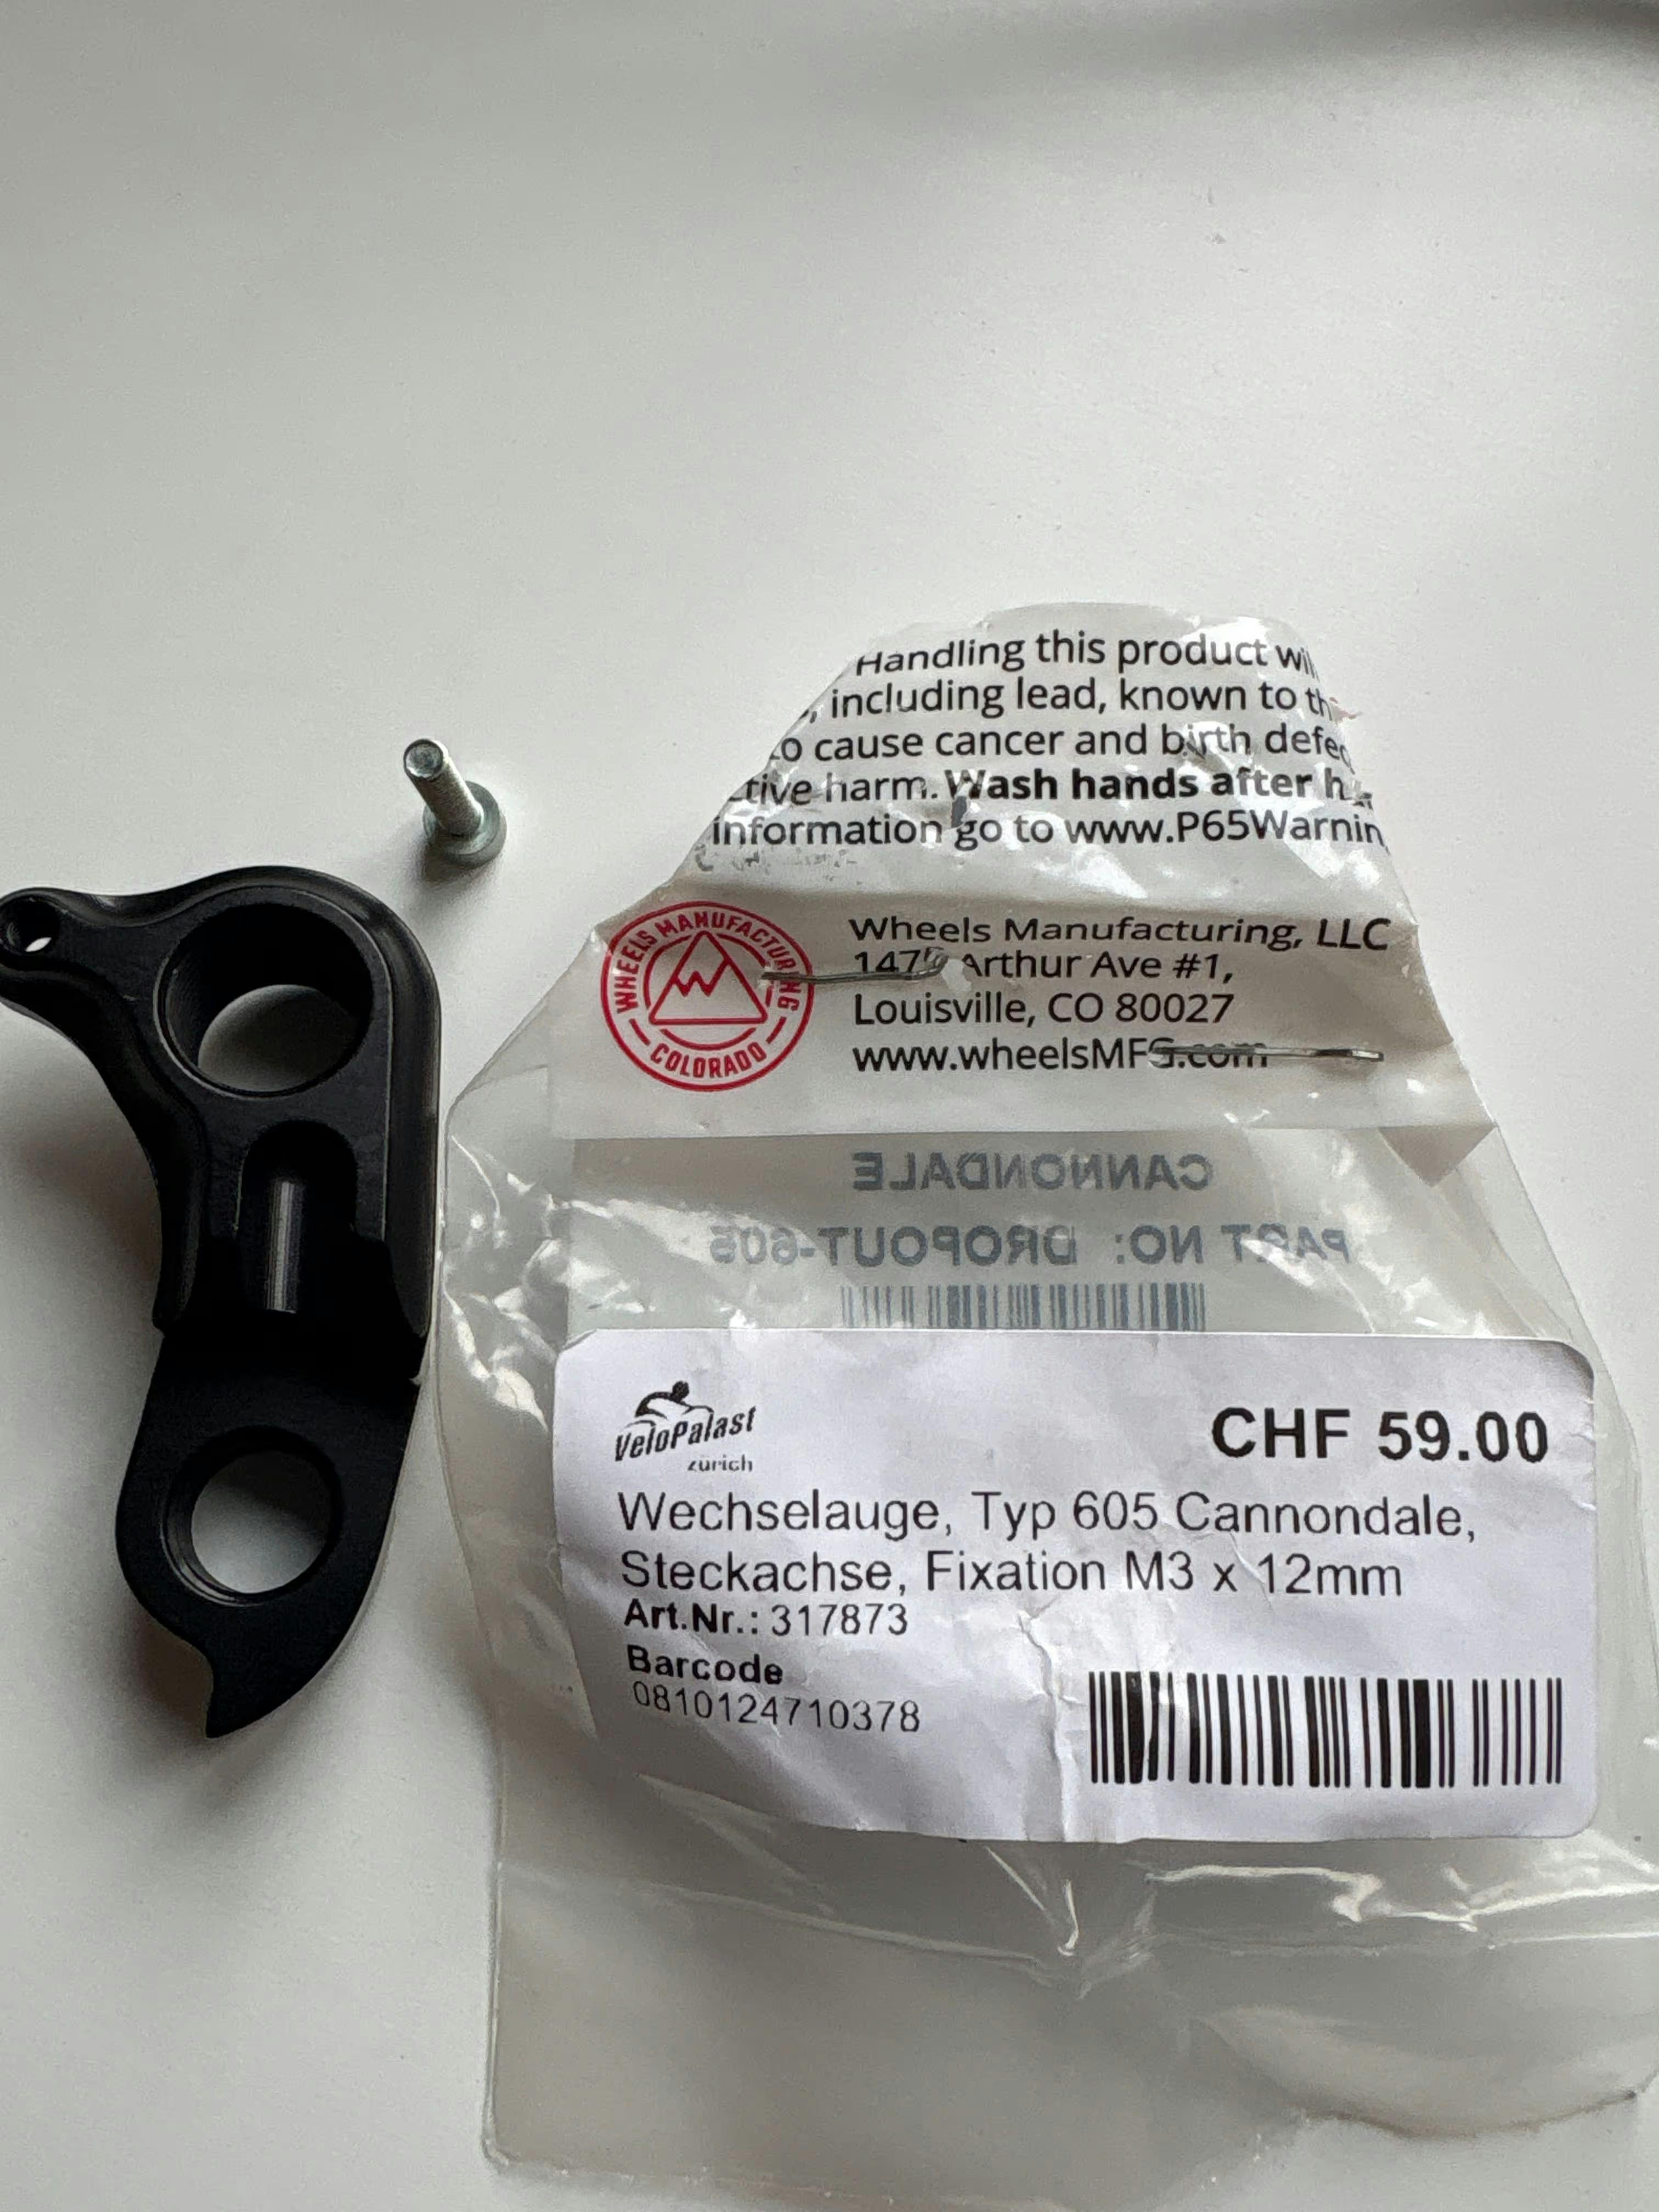 Handling this product
, including lead, known to
cause cancer and birth
harm. Wash hands after
information go to www.P65Warnin
WHEELS MANUFACTURING
COLORADO
Wheels Manufacturing, LLC
Arthur Ave #1,
Louisville, CO 80027
www.wheelsMFG.com
CANNONDALE
PART NO: DROPOUT-605
VeloPalast
zürich
CHF 59.00
Wechselauge, Typ 605 Cannondale,
Steckachse, Fixation M3 x 12mm
Art.Nr.: 317873
Barcode
0810124710378